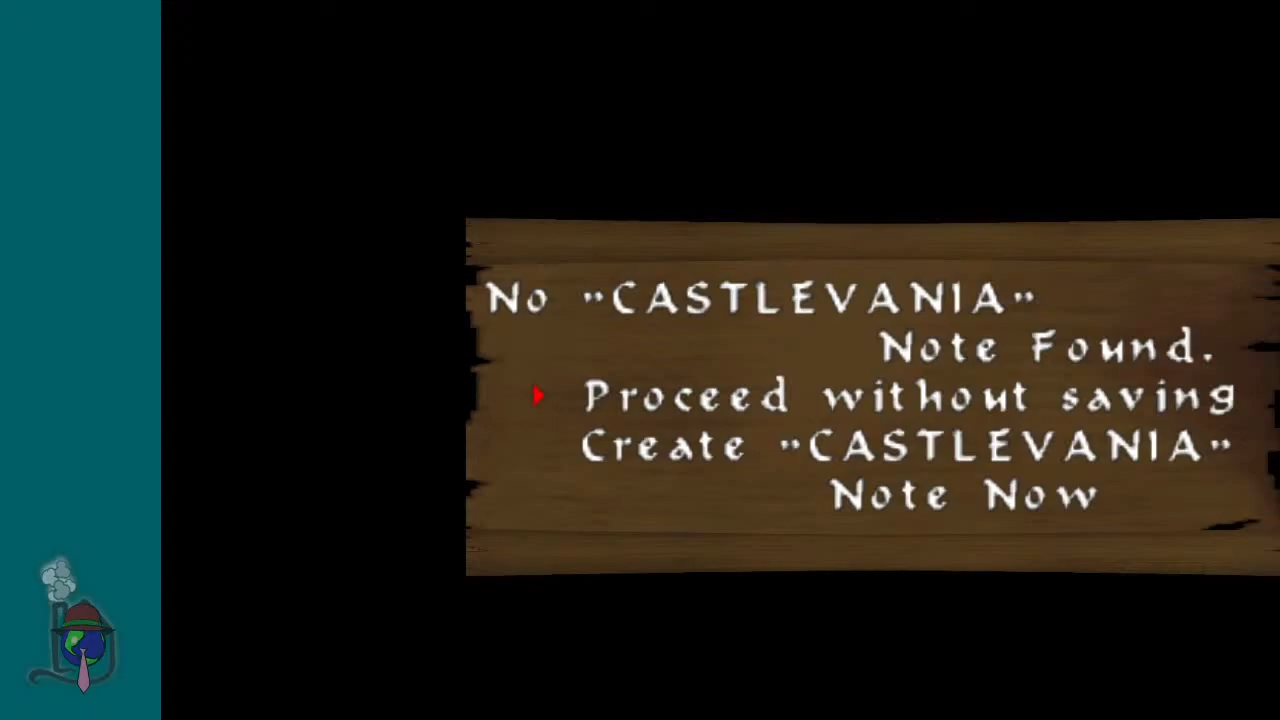 No "CASTLEVANIA"
Note Found.
Proceed without saving
Create "CASTLEVANIA"
Note Now